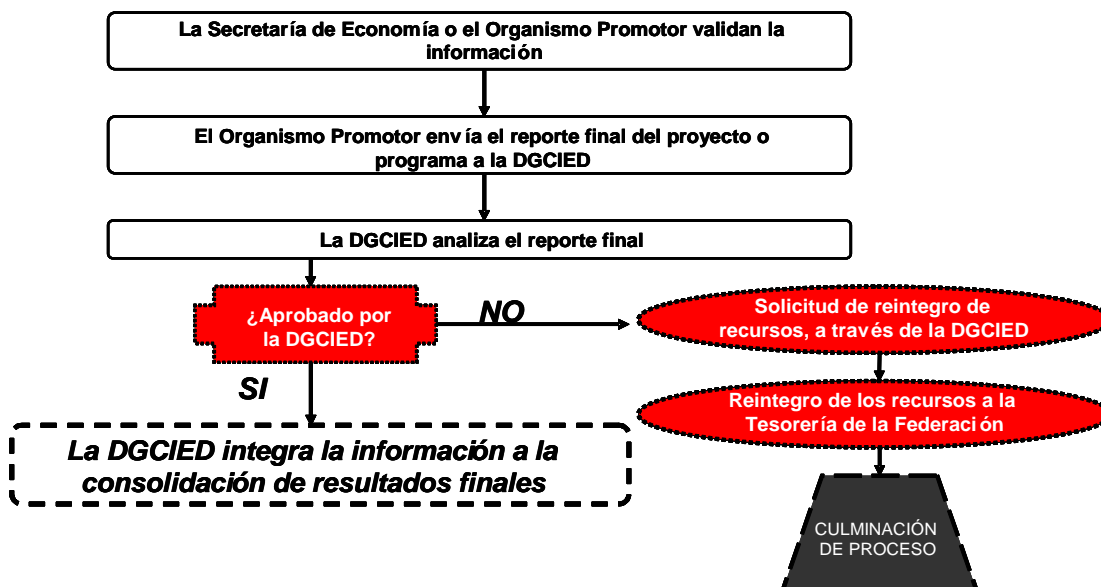 La Secretaría de Economía o el Organismo Promotor validan la
información
El Organismo Promotor envía el reporte final del proyecto o
programa a la DGCIED
La DGCIED analiza el reporte final
¿Aprobado por
la DGCIED?
NO
Solicitud de reintegro de
recursos, a través de la DGCIED
SI
Reintegro de los recursos a la
Tesorería de la Federación
La DGCIED integra la información a la
consolidación de resultados finales
CULMINACIÓN
DE PROCESO